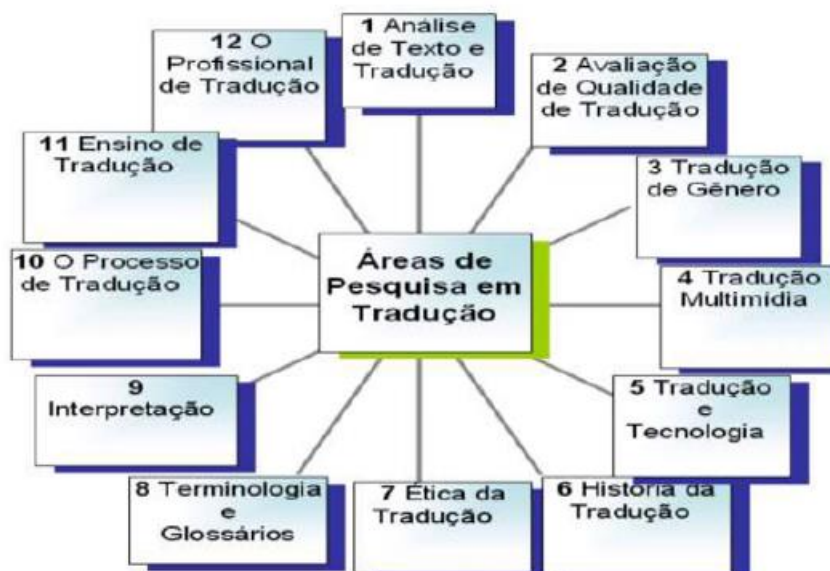 1 Análise
de Texto e
Tradução
2 Avaliação
de Qualidade
de Tradução
3 Tradução
de Gênero
4 Tradução
Multimídia
5 Tradução
e
Tecnologia
6 História da
Tradução
7 Ética da
Tradução
8 Terminologia
e
Glossários
9
Interpretação
10 O Processo
de Tradução
11 Ensino de
Tradução
12 O
Profissional
de Tradução
Áreas de
Pesquisa em
Tradução